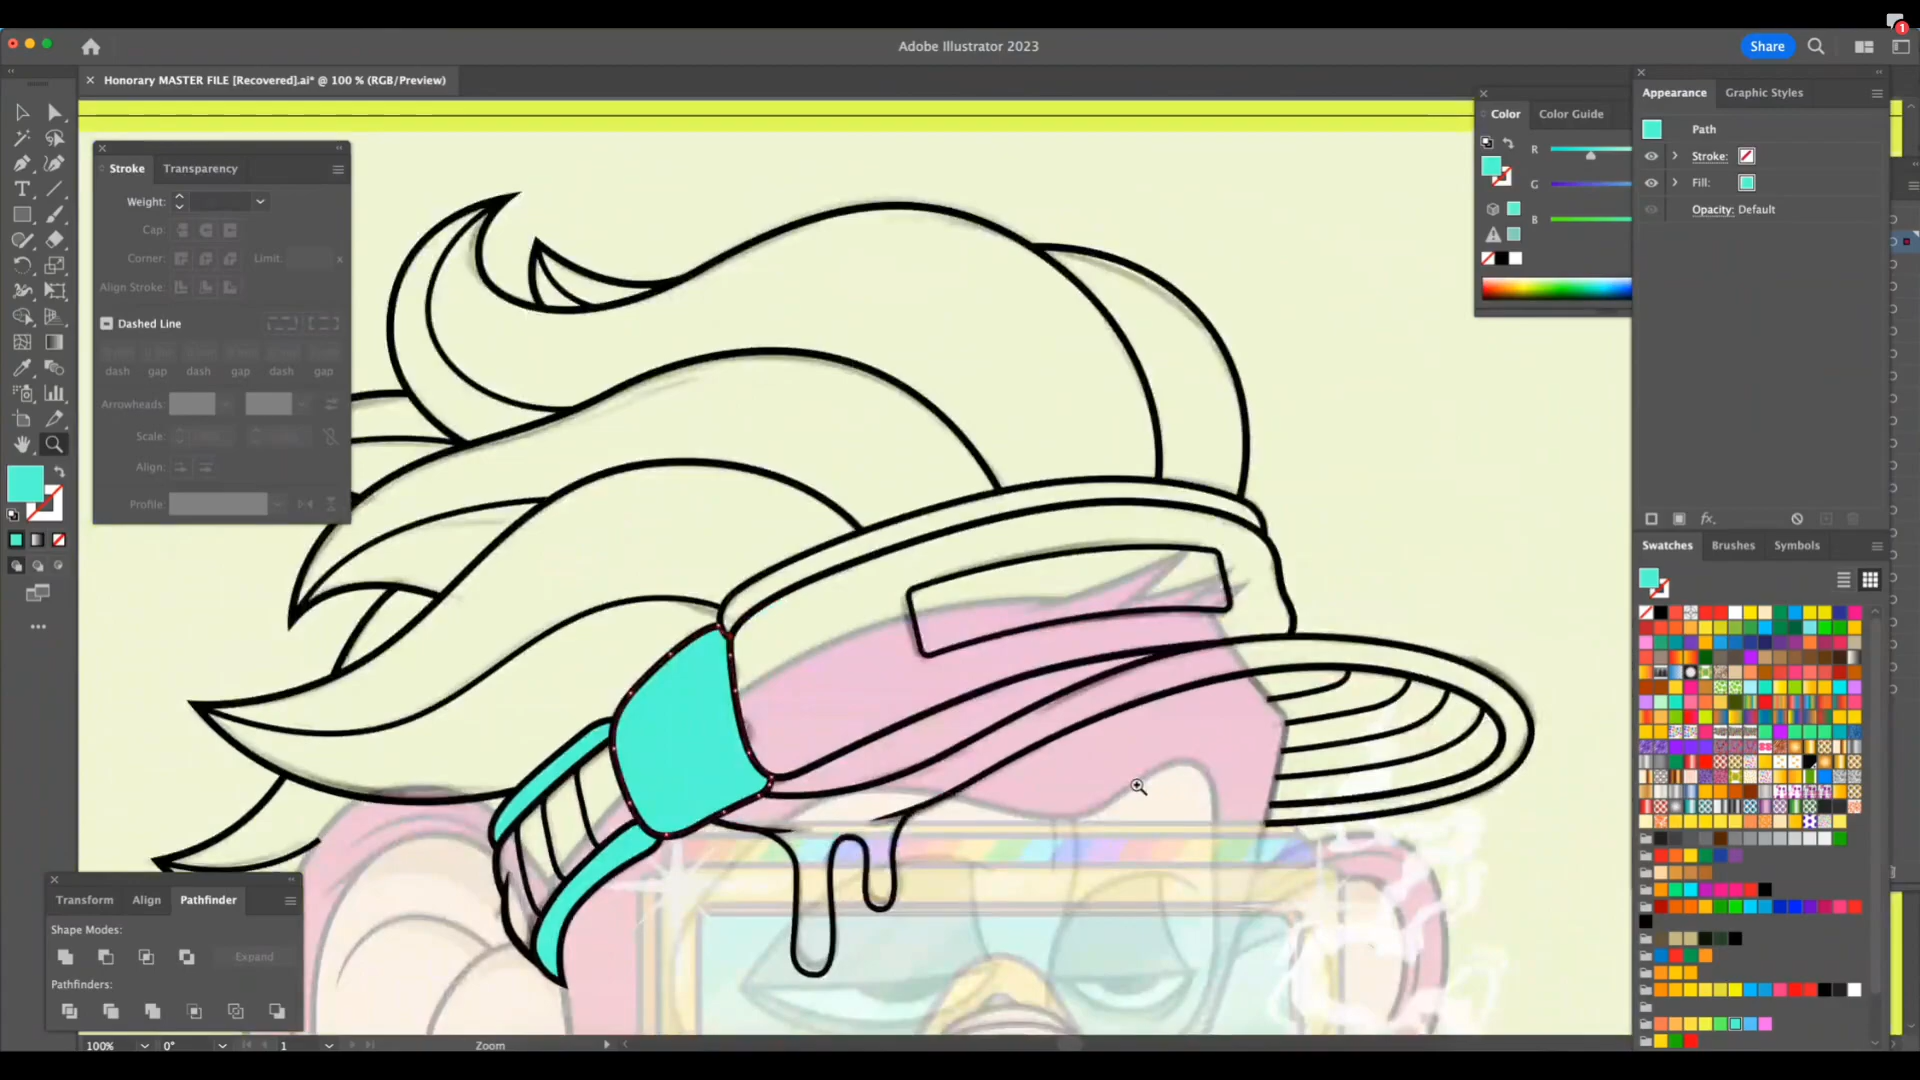 1
Adobe Illustrator 2023
Share
Honorary MASTER FILE [Recovered].ai* @ 100 % (RGB/Preview)
Appearance
Graphic Styles
Color
Color Guide
Path
R
Stroke:
G
Fill:
B
Opacity: Default
Stroke
Transparency
Weight:
Cap:
Corner:
Limit:
x
Align Stroke:
Dashed Line
dash
gap
dash
gap
dash
gap
Arrowheads:
Scale:
Align:
Profile:
fx.
Swatches
Brushes
Symbols
Transform
Align
Pathfinder
Shape Modes:
Expand
Pathfinders:
100%
0°
1
Zoom